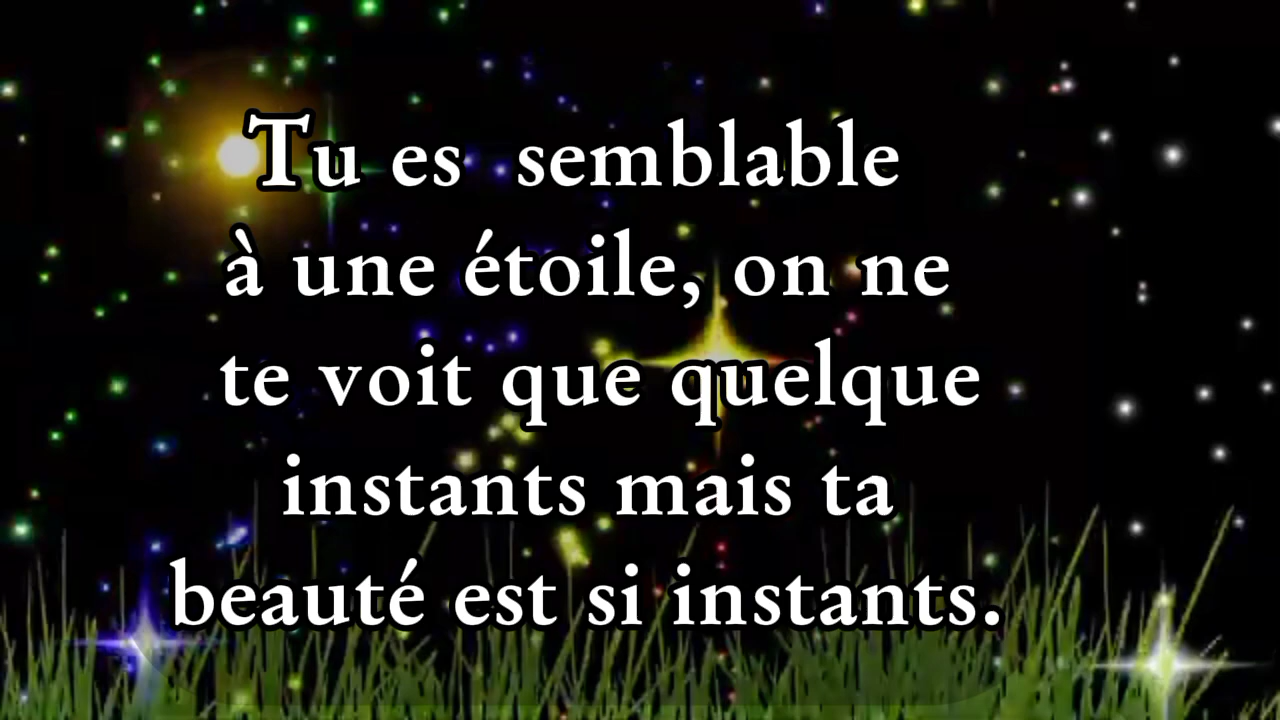 Tu es semblable
à une étoile, on ne
te voit que quelque
instants mais ta
beauté est si instants.